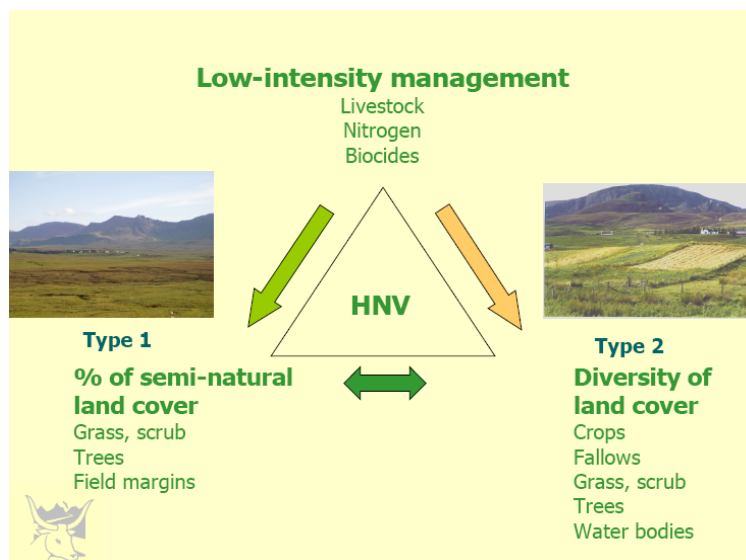 Low-intensity management
Livestock
Nitrogen
Biocides
HNV
Type 1
% of semi-natural
land cover
Grass, scrub
Trees
Field margins
Type 2
Diversity of
land cover
Crops
Fallows
Grass, scrub
Trees
Water bodies